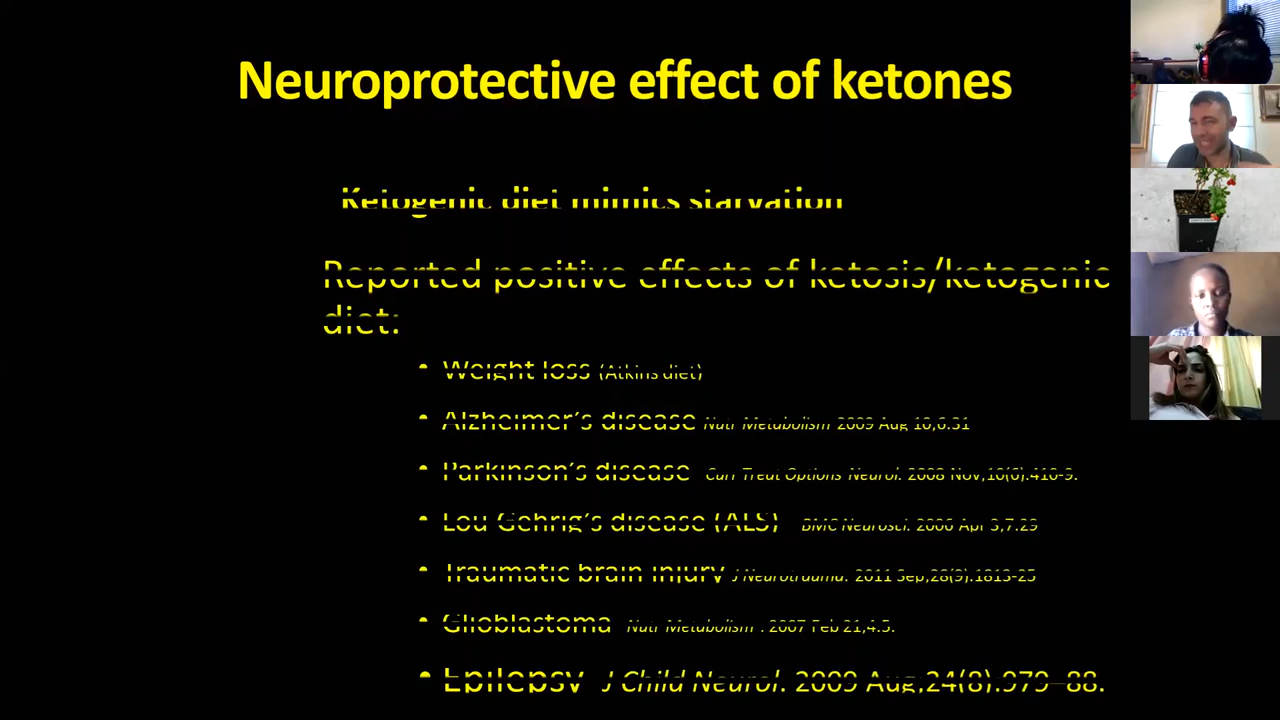 Neuroprotective effect of ketones
Ketogenic diet mimics starvation
Reported positive effects of ketosis/ketogenic
diet:
• Weight loss (Atkins diet)
• Alzheimer's disease Nutr Metabolism 2009 Aug 10;6:31
• Parkinson's disease Curr Treat Options Neurol. 2008 Nov;10(6):410-9.
• Lou Gehrig's disease (ALS) BMC Neurosci. 2006 Apr 3;7:29
• Traumatic brain injury J Neurotrauma. 2011 Sep;28(9):1813-25
• Glioblastoma Nutr Metabolism . 2007 Feb 21;4:5.
• Epilepsy J Child Neurol. 2009 Aug;24(8):979–88.